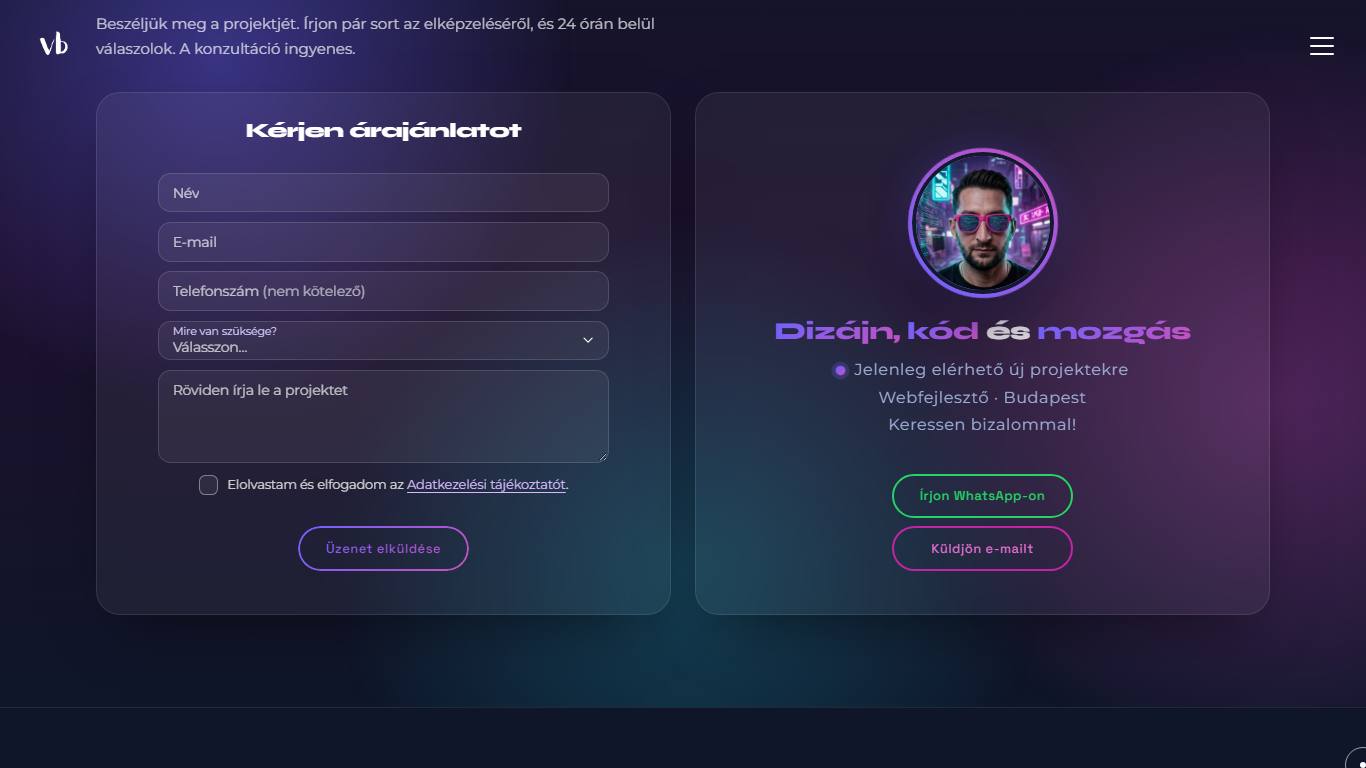 Beszéljük meg a projektjét. Írjon pár sort az elképzeléséről, és 24 órán belül
válaszolok. A konzultáció ingyenes.
vb
Kérjen árajánlatot
Név
E-mail
Telefonszám (nem kötelező)
Mire van szüksége?
Válasszon...
Röviden írja le a projektet
Elolvastam és elfogadom az Adatkezelési tájékoztatót.
Üzenet elküldése
Dizájn, kód és mozgás
Jelenleg elérhető új projektekre
Webfejlesztő · Budapest
Keressen bizalommal!
Írjon WhatsApp-on
Küldjön e-mailt